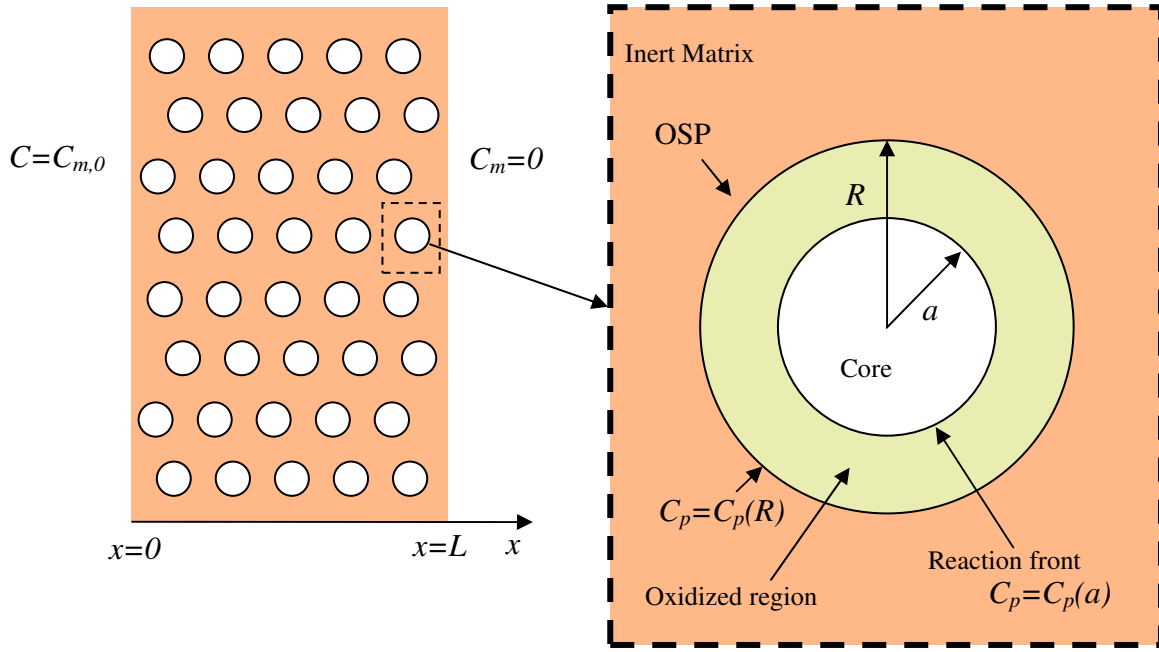 C=Cm,0
Cm=0
x=0
x=L
x
Inert Matrix
OSP
R
a
Core
Cp=Cp(R)
Oxidized region
Reaction front
Cp=Cp(a)